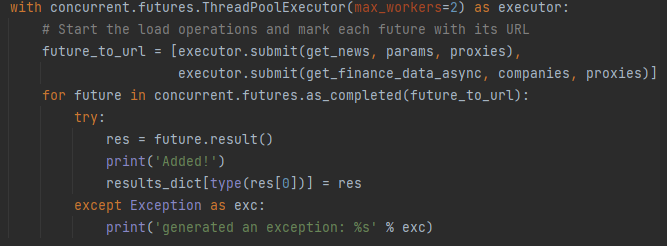 with concurrent.futures.ThreadPoolExecutor(max_workers=2) as executor:
    # Start the load operations and mark each future with its URL
    future_to_url = [executor.submit(get_news, params, proxies),
                     executor.submit(get_finance_data_async, companies, proxies)]
    for future in concurrent.futures.as_completed(future_to_url):
        try:
            res = future.result()
            print('Added!')
            results_dict[type(res[0])] = res
        except Exception as exc:
            print('generated an exception: %s' % exc)